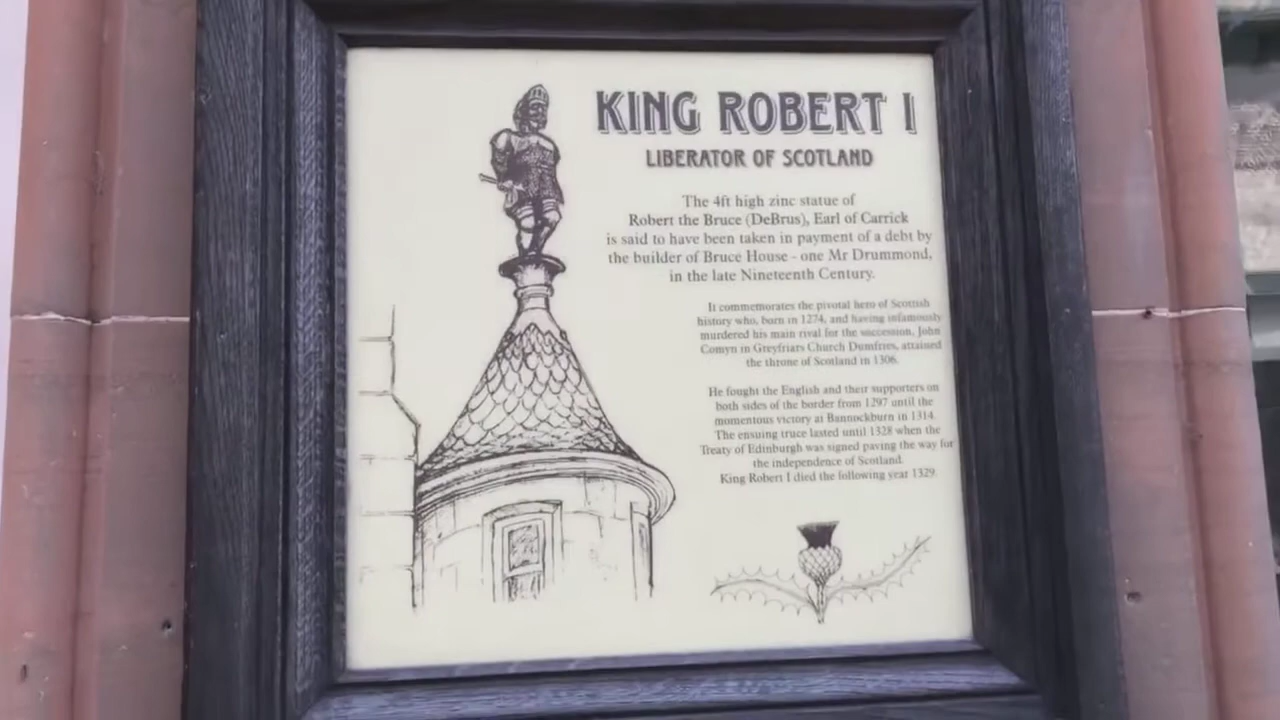 KING ROBERT I
LIBERATOR OF SCOTLAND
The 4ft high zinc statue of
Robert the Bruce (DeBrus), Earl of Carrick
is said to have been taken in payment of a debt by
the builder of Bruce House - one Mr Drummond,
in the late Nineteenth Century.
It commemorates the pivotal hero of Scottish
history who, born in 1274, and having infamously
murdered his main rival for the succession, John
Comyn in Greyfriars Church Dumfries, attained
the throne of Scotland in 1306.
He fought the English and their supporters on
both sides of the border from 1297 until the
momentous victory at Bannockburn in 1314.
The ensuing truce lasted until 1328 when the
Treaty of Edinburgh was signed paving the way for
the independence of Scotland.
King Robert I died the following year 1329.